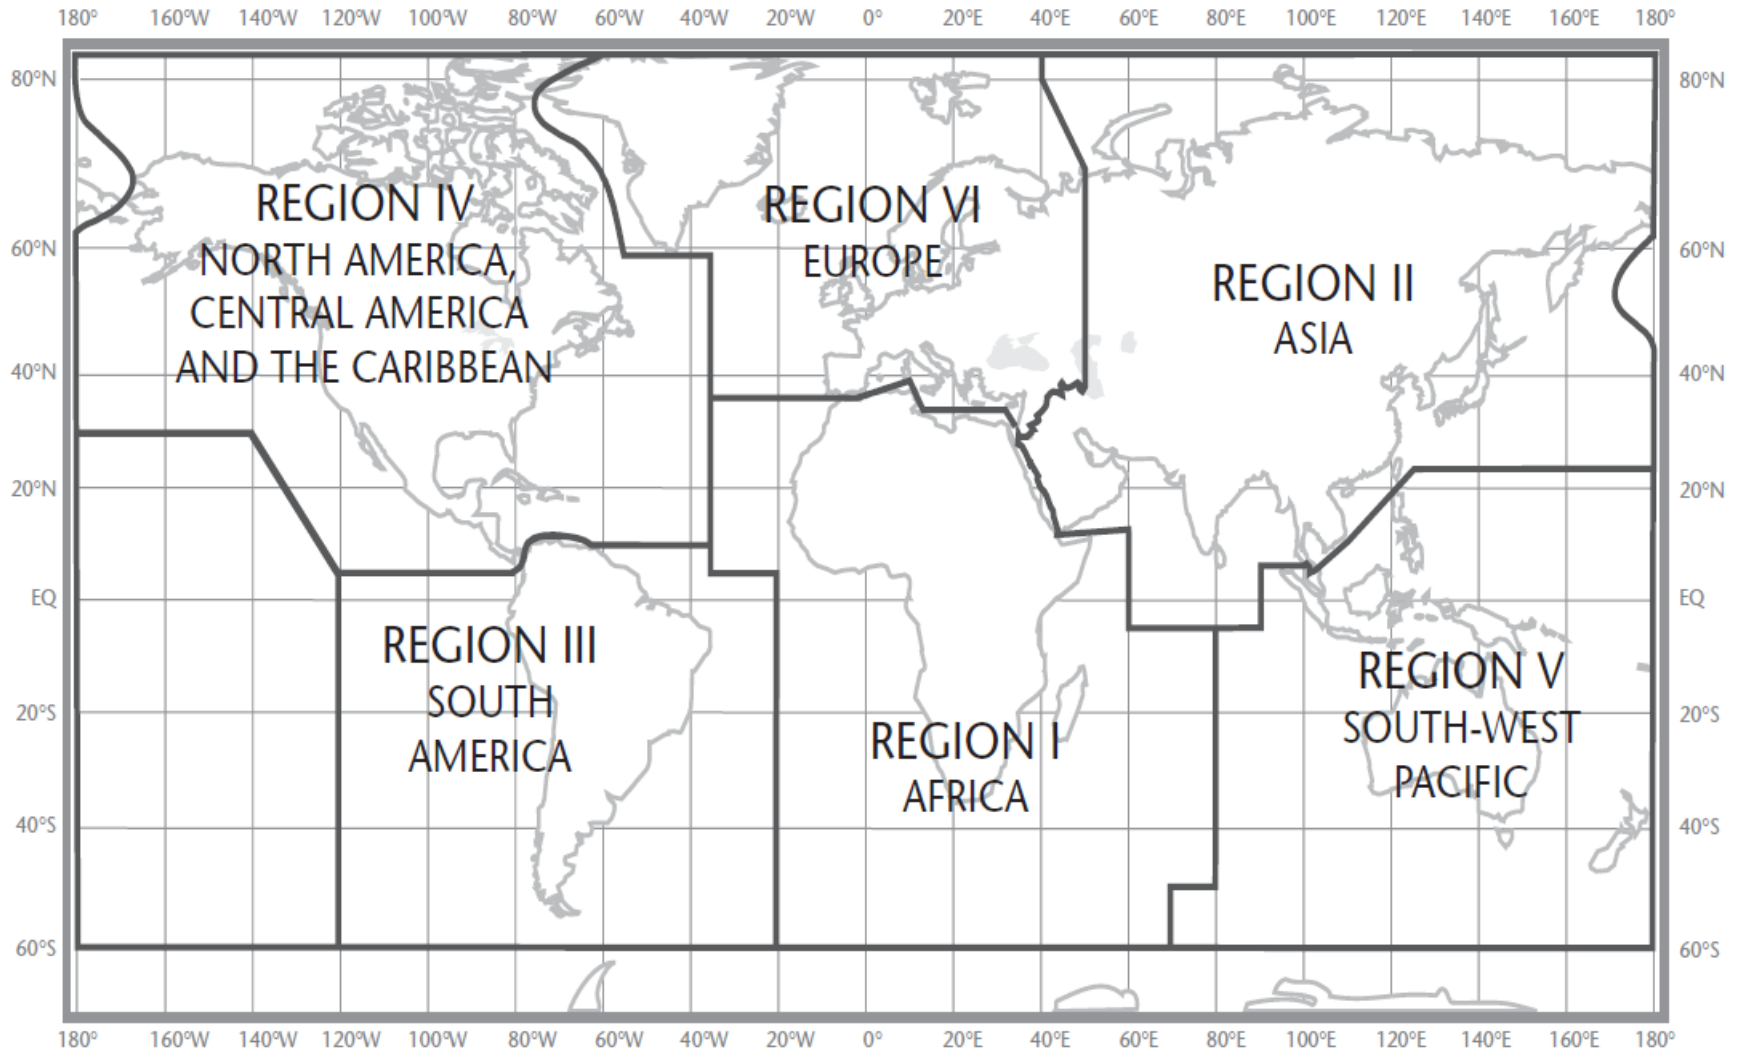 180° 160°W 140°W 120°W 100°W 80°W 60°W 40°W 20°W 0° 20°E 40°E 60°E 80°E 100°E 120°E 140°E 160°E 180°
80°N 80°N
REGION IV
NORTH AMERICA,
CENTRAL AMERICA
AND THE CARIBBEAN
REGION VI
EUROPE
REGION II
ASIA
60°N 60°N
40°N 40°N
20°N 20°N
EQ EQ
REGION III
SOUTH
AMERICA
REGION I
AFRICA
REGION V
SOUTH-WEST
PACIFIC
20°S 20°S
40°S 40°S
60°S 60°S
180° 160°W 140°W 120°W 100°W 80°W 60°W 40°W 20°W 0° 20°E 40°E 60°E 80°E 100°E 120°E 140°E 160°E 180°